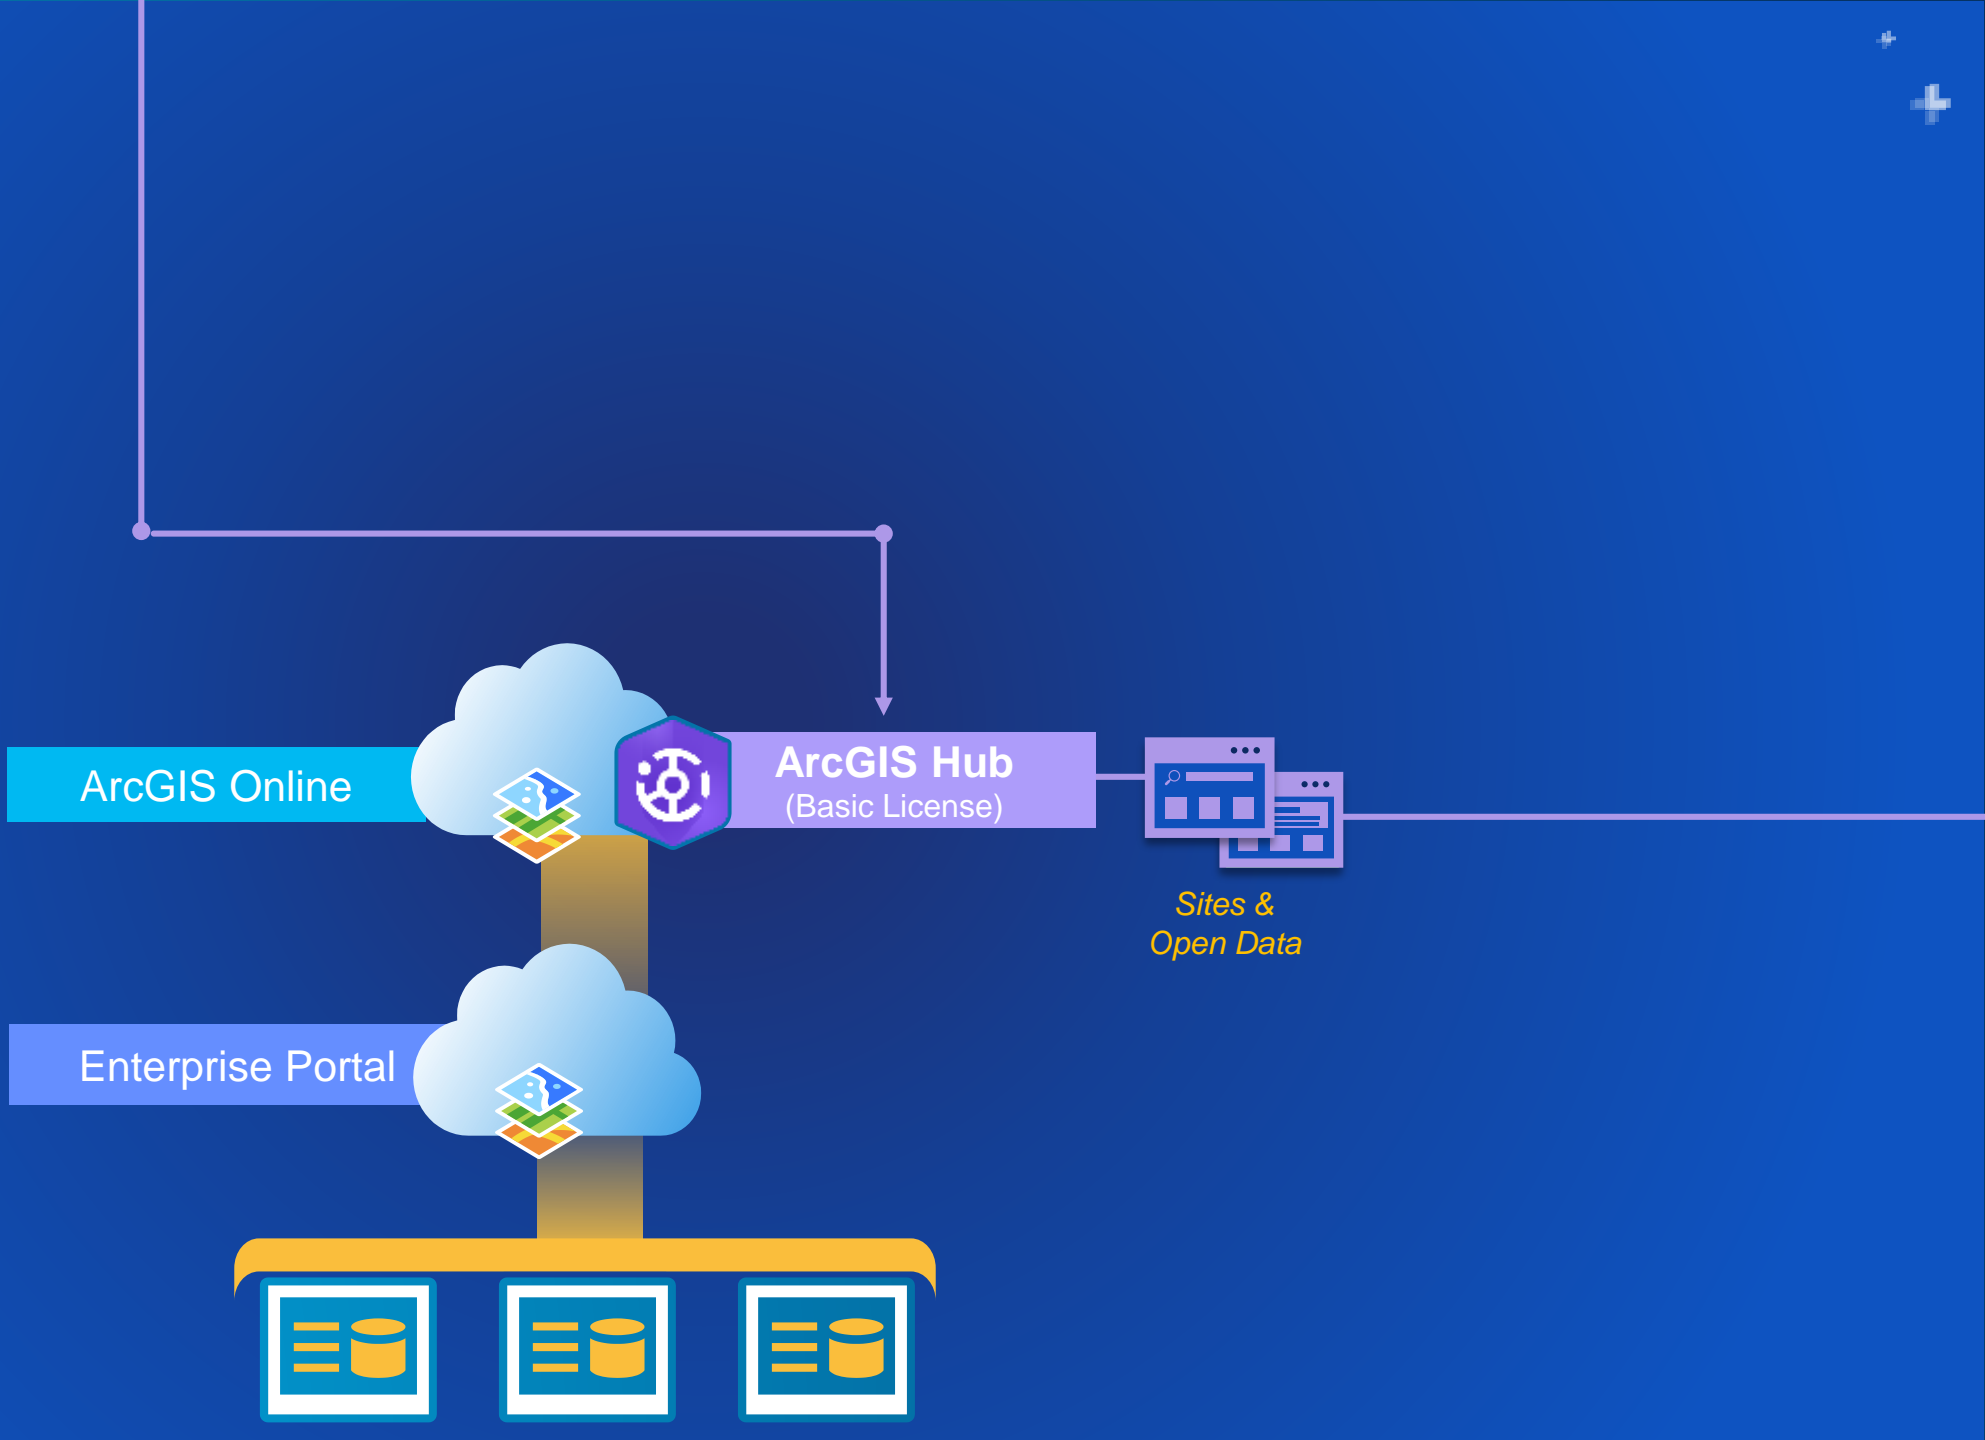 ArcGIS Online
ArcGIS Hub
(Basic License)
Sites &
Open Data
Enterprise Portal